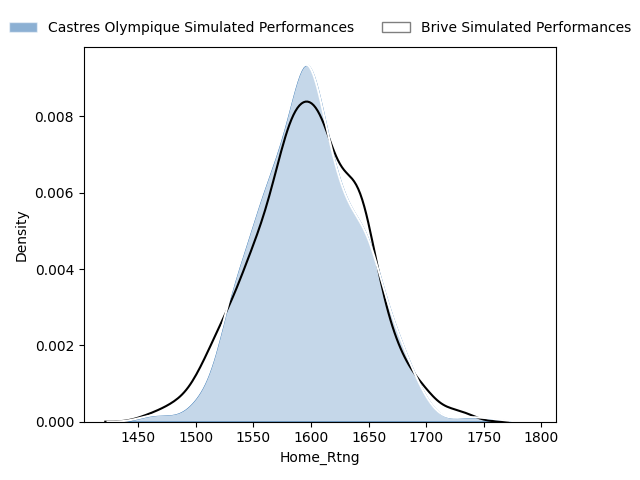 Castres Olympique Simulated Performances Brive Simulated Performances
0.008
0.006
Density
0.004
0.002
0.000
1450 1500 1550 1600 1650 1700 1750 1800
Home_Rtng